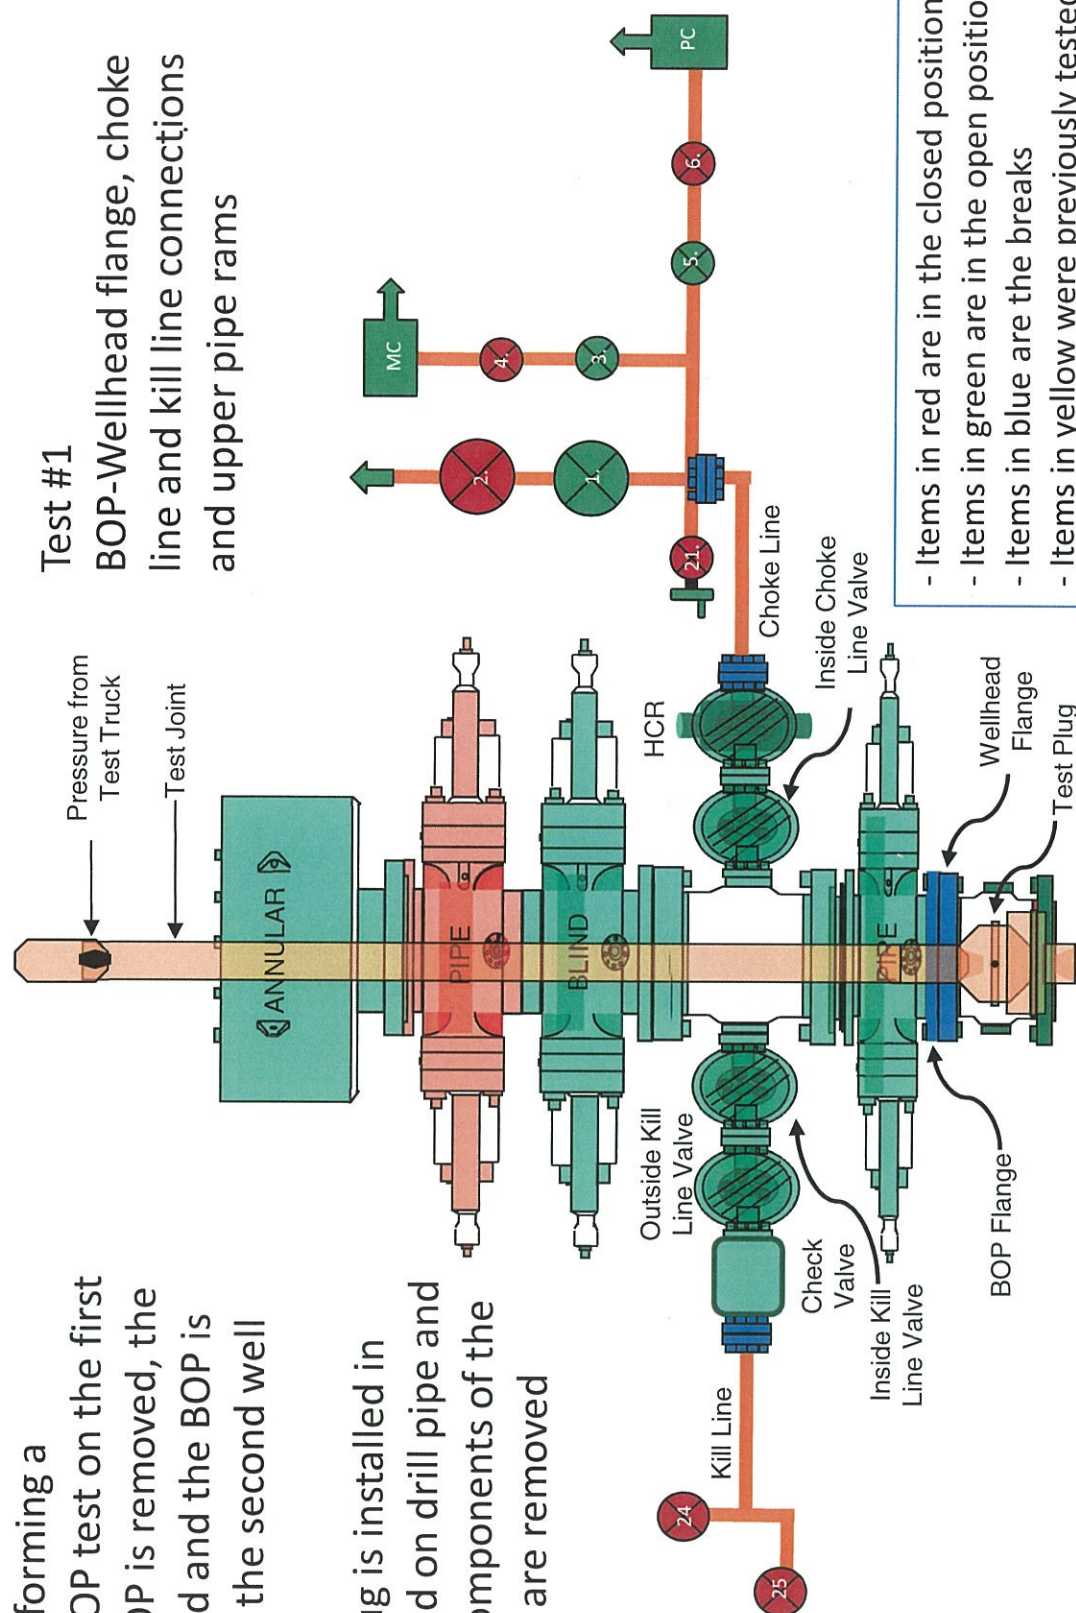 forming a
OP test on the first
OP is removed, the
d and the BOP is
the second well
ug is installed in
d on drill pipe and
omponents of the
are removed
Test #1
BOP-Wellhead flange, choke
line and kill line connections
and upper pipe rams
Pressure from
Test Truck
Test Joint
ANNULAR
PIPE
BLIND
PIPE
HCR
Choke Line
Inside Choke
Line Valve
Outside Kill
Line Valve
Check
Valve
Inside Kill
Line Valve
Kill Line
24
25
BOP Flange
Wellhead
Flange
Test Plug
21.
2.
1.
MC
4.
3.
5.
6.
PC
- Items in red are in the closed position
- Items in green are in the open positio
- Items in blue are the breaks
- Items in yellow were previously tested